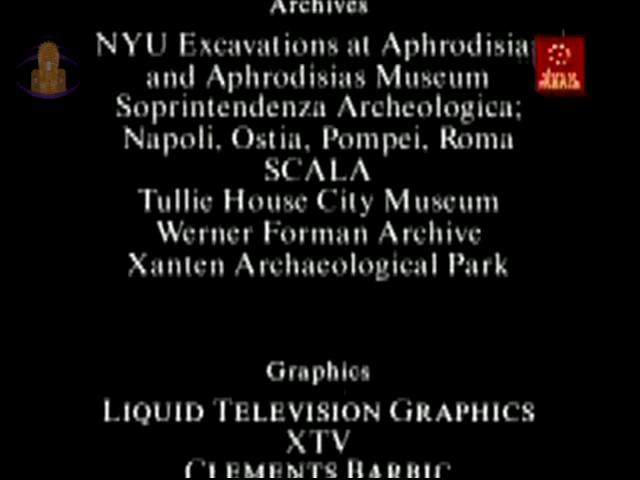 Archives
NYU Excavations at Aphrodisias
and Aphrodisias Museum
Soprintendenza Archeologica;
Napoli, Ostia, Pompei, Roma
SCALA
Tullie House City Museum
Werner Forman Archive
Xanten Archaeological Park
Graphics
LIQUID TELEVISION GRAPHICS
XTV
CLEMENTS BARBIC